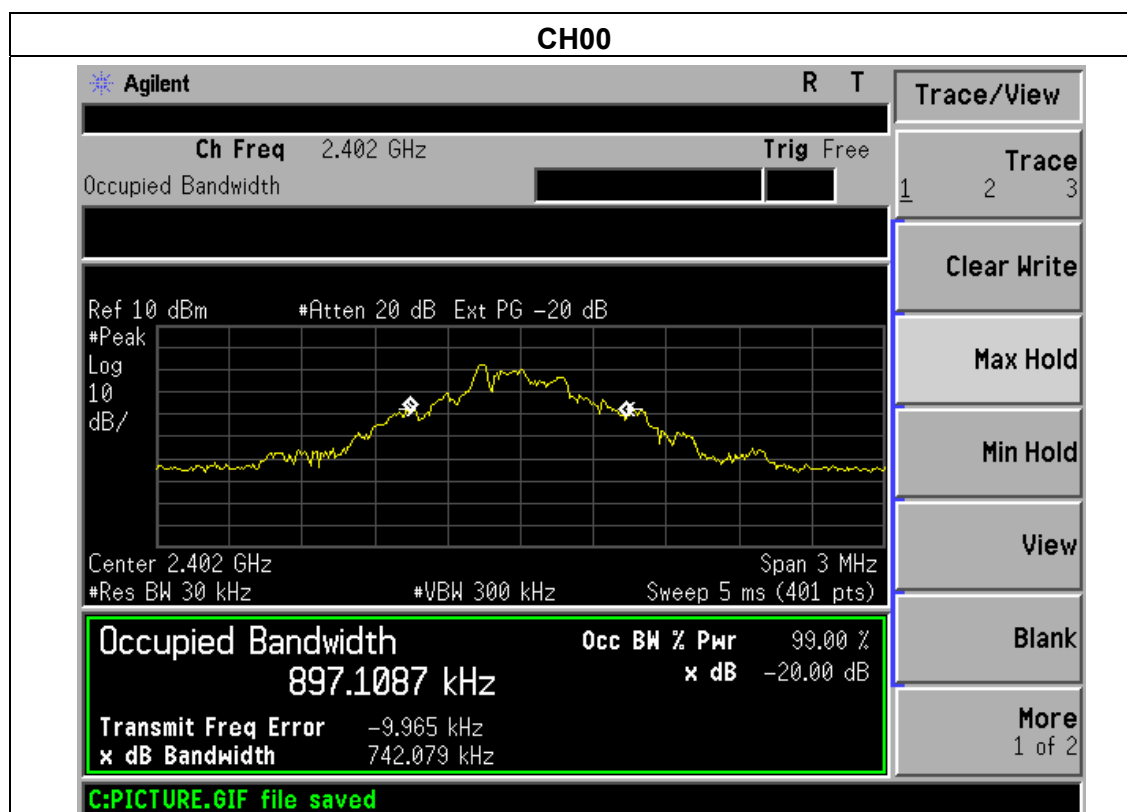 CH00
Agilent R T
Ch Freq 2.402 GHz Trig Free
Occupied Bandwidth
Ref 10 dBm #Atten 20 dB Ext PG −20 dB
#Peak
Log
10
dB/
Center 2.402 GHz Span 3 MHz
#Res BW 30 kHz #VBW 300 kHz Sweep 5 ms (401 pts)
Occupied Bandwidth Occ BW % Pwr 99.00 %
897.1087 kHz x dB −20.00 dB
Transmit Freq Error −9.965 kHz
x dB Bandwidth 742.079 kHz
C:PICTURE.GIF file saved
Trace/View
Trace
1 2 3
Clear Write
Max Hold
Min Hold
View
Blank
More
1 of 2